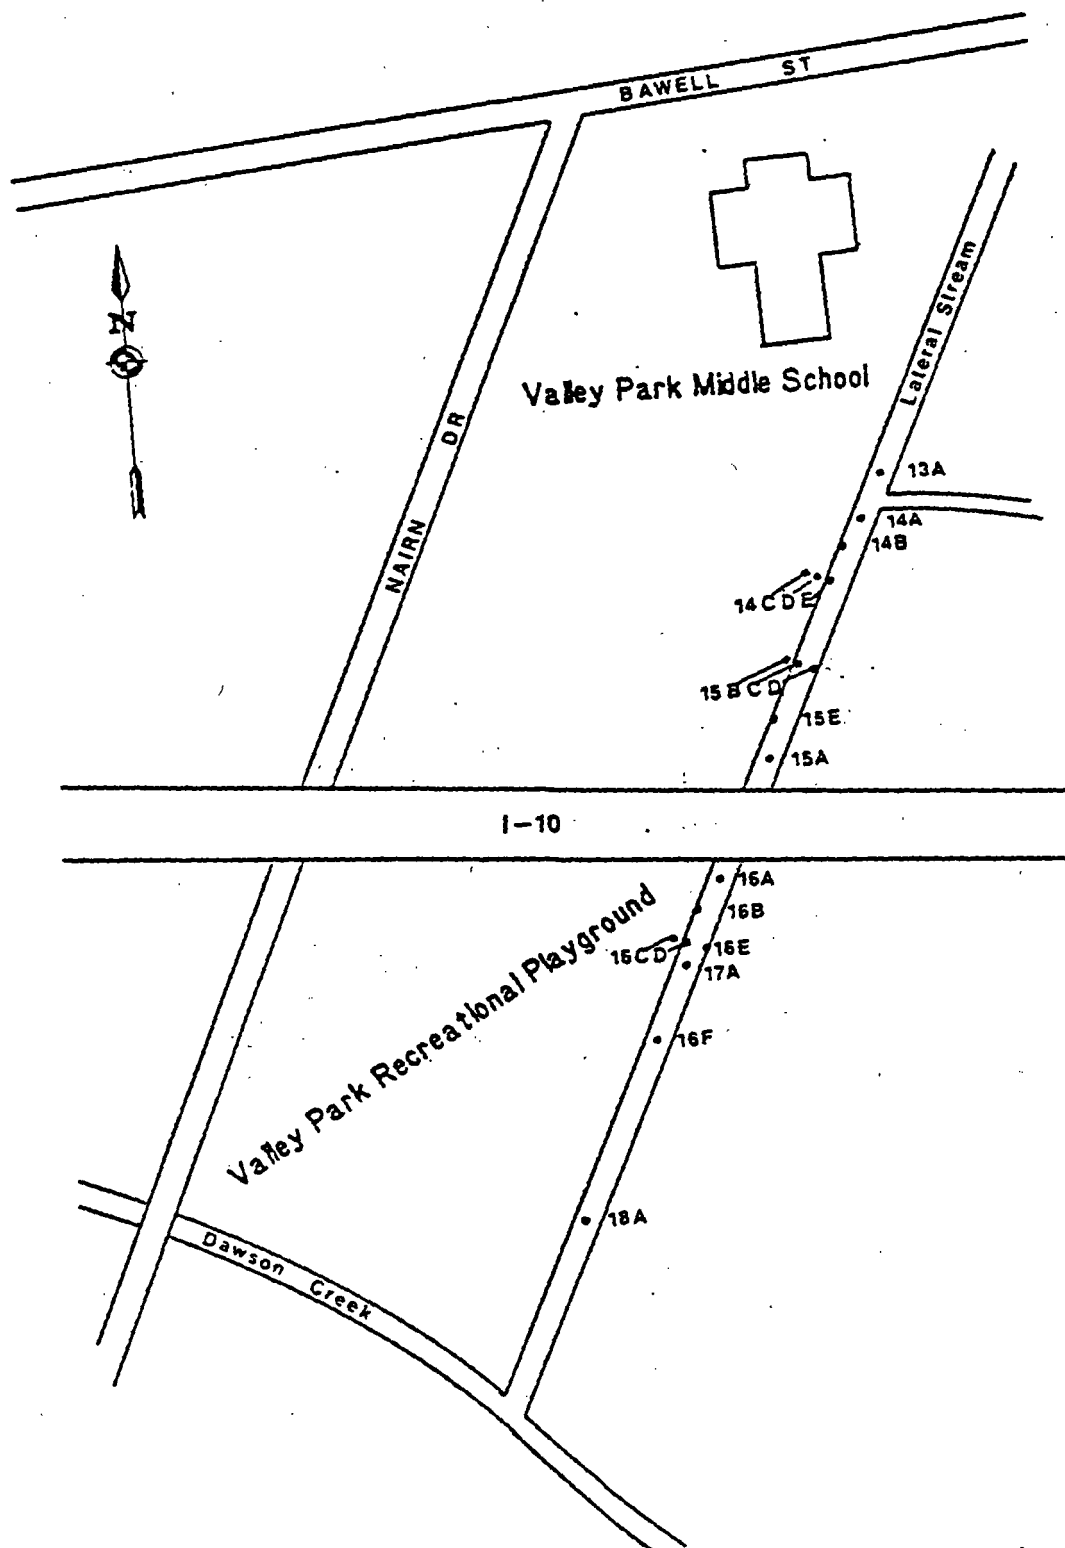 BAWELL ST
N
Lateral Stream
Valley Park Middle School
NAIRN DR
13A
14A
14B
14 C D E
15 B C D
15E
15A
I-10
16A
16B
16 C D
16E
17A
16F
Valley Park Recreational Playground
18A
Dawson Creek